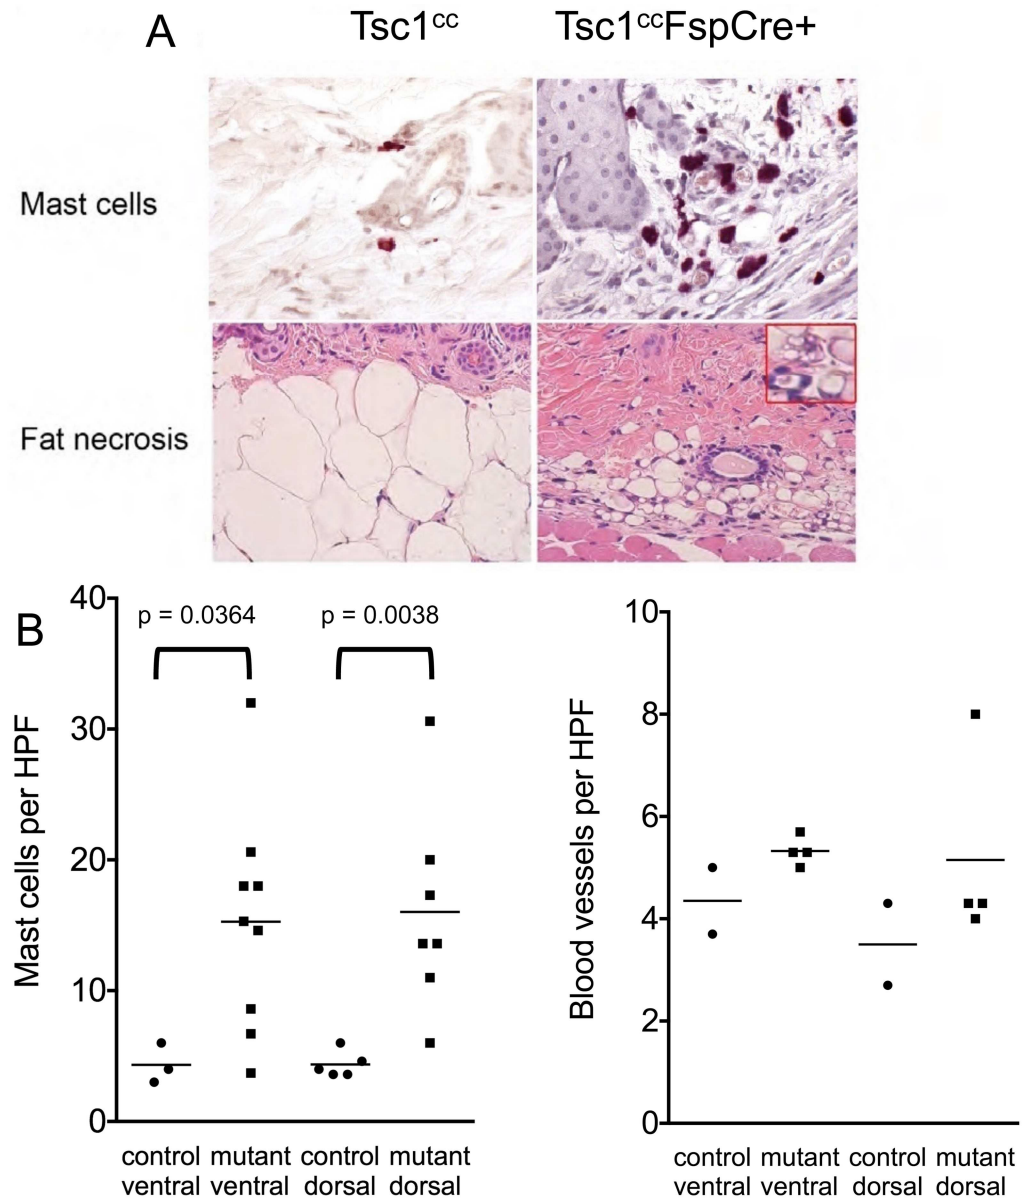 A
Tsc1ᶜᶜ Tsc1ᶜᶜFspCre+
Mast cells
Fat necrosis
B
Mast cells per HPF
40
30
20
10
0
p = 0.0364 p = 0.0038
control ventral
mutant ventral
control dorsal
mutant dorsal
Blood vessels per HPF
10
8
6
4
2
0
control ventral
mutant ventral
control dorsal
mutant dorsal